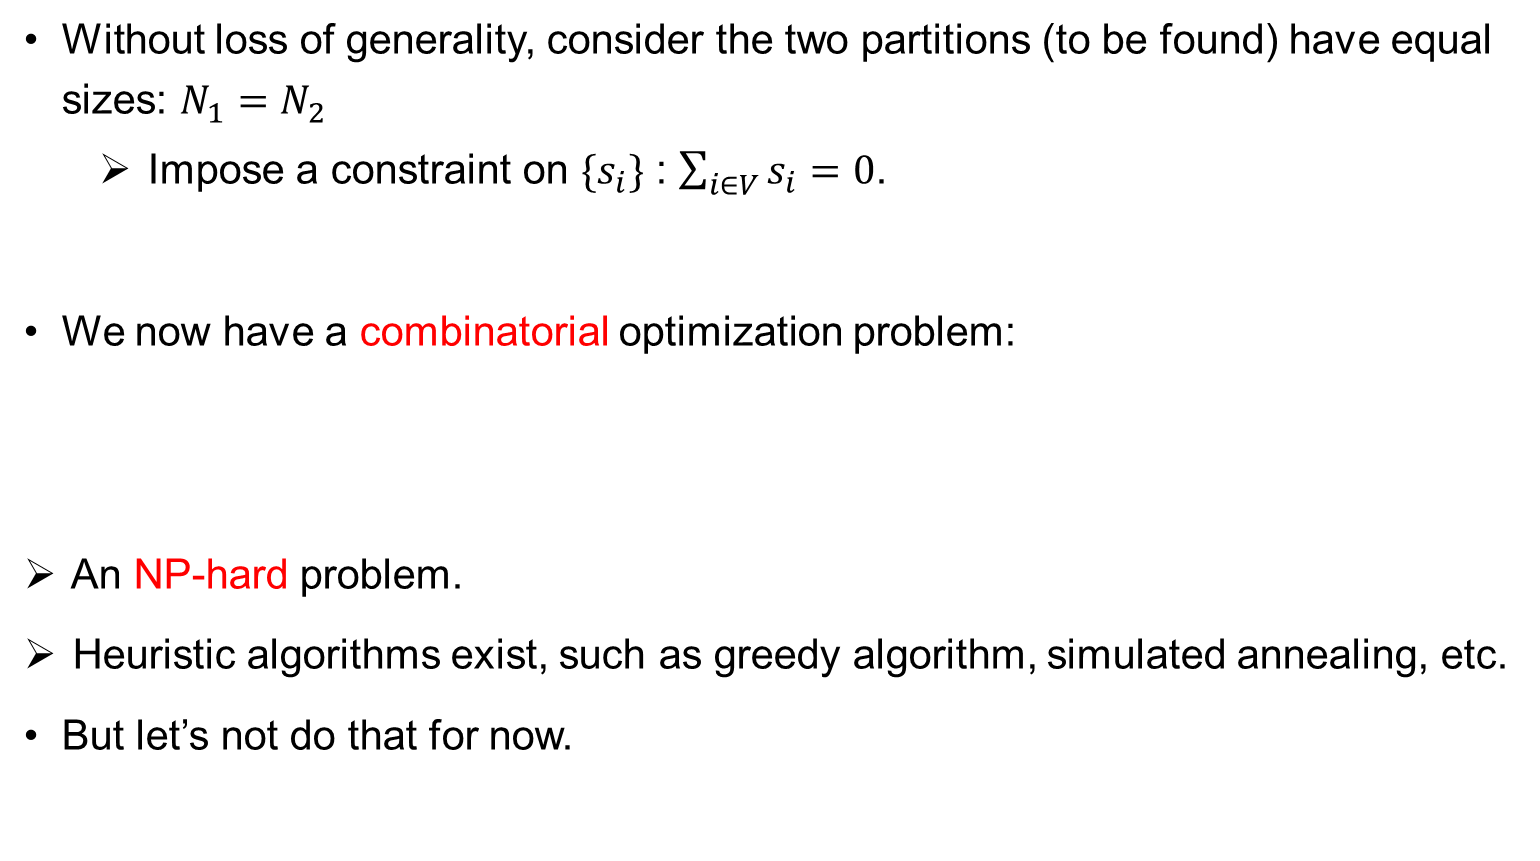 • Without loss of generality, consider the two partitions (to be found) have equal
sizes: 𝑁₁ = 𝑁₂
➢ Impose a constraint on {𝑠ᵢ} : ∑_{𝑖∈𝑉} 𝑠ᵢ = 0.
• We now have a combinatorial optimization problem:
➢ An NP-hard problem.
➢ Heuristic algorithms exist, such as greedy algorithm, simulated annealing, etc.
• But let’s not do that for now.